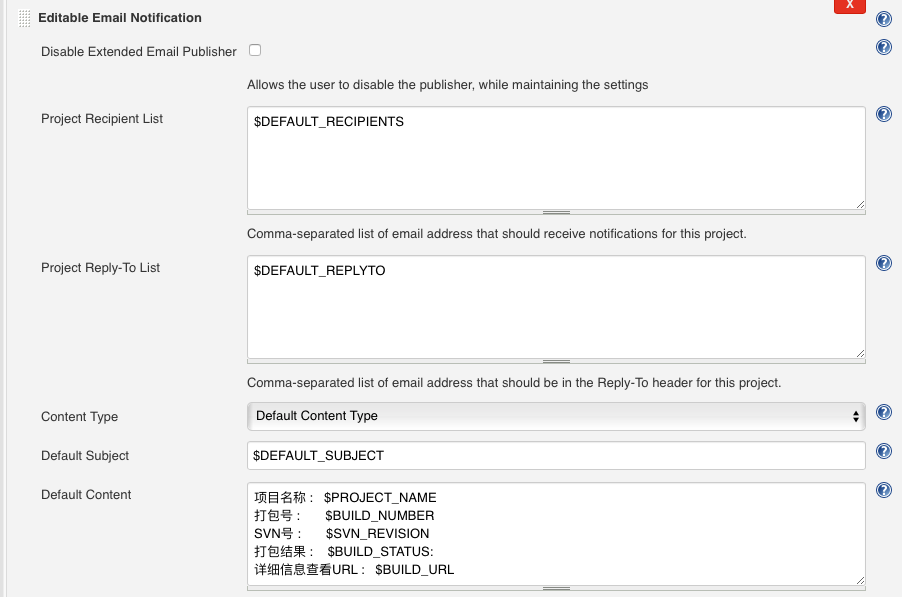 X
Editable Email Notification
Disable Extended Email Publisher
Allows the user to disable the publisher, while maintaining the settings
Project Recipient List
$DEFAULT_RECIPIENTS
Comma-separated list of email address that should receive notifications for this project.
Project Reply-To List
$DEFAULT_REPLYTO
Comma-separated list of email address that should be in the Reply-To header for this project.
Content Type
Default Content Type
Default Subject
$DEFAULT_SUBJECT
Default Content
项目名称： $PROJECT_NAME
打包号： $BUILD_NUMBER
SVN号： $SVN_REVISION
打包结果： $BUILD_STATUS:
详细信息查看URL： $BUILD_URL